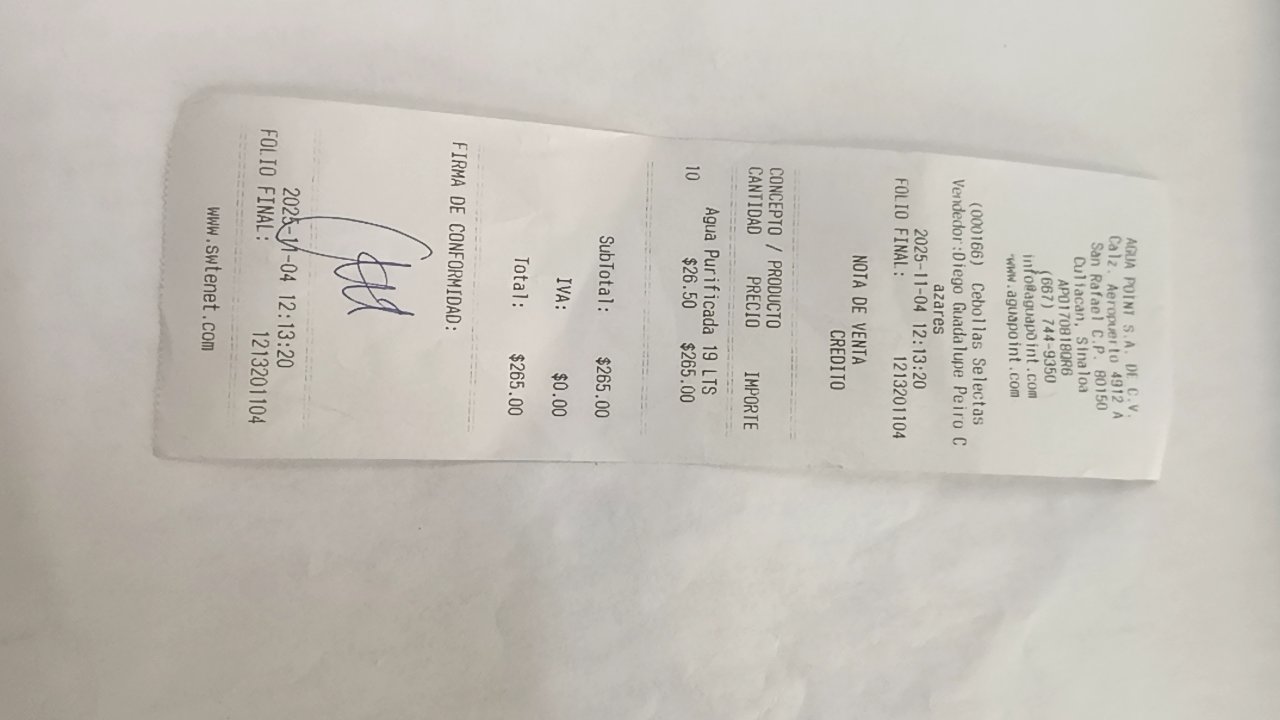 AGUA POINT S.A. DE C.V.
Calz. Aeropuerto 4912 A
San Rafael C.P. 80150
Culiacan, Sinaloa
APO170818QR6
(667) 744-9350
info@aguapoint.com
www.aguapoint.com
(000166) Cebollas Selectas
Vendedor:Diego Guadalupe Peiro C
azares
2025-11-04 12:13:20
FOLIO FINAL: 1213201104
NOTA DE VENTA
CREDITO
CONCEPTO / PRODUCTO
CANTIDAD PRECIO IMPORTE
Agua Purificada 19 LTS
10 $26.50 $265.00
SubTotal: $265.00
IVA: $0.00
Total: $265.00
FIRMA DE CONFORMIDAD:
2025-11-04 12:13:20
FOLIO FINAL: 1213201104
www.swtenet.com